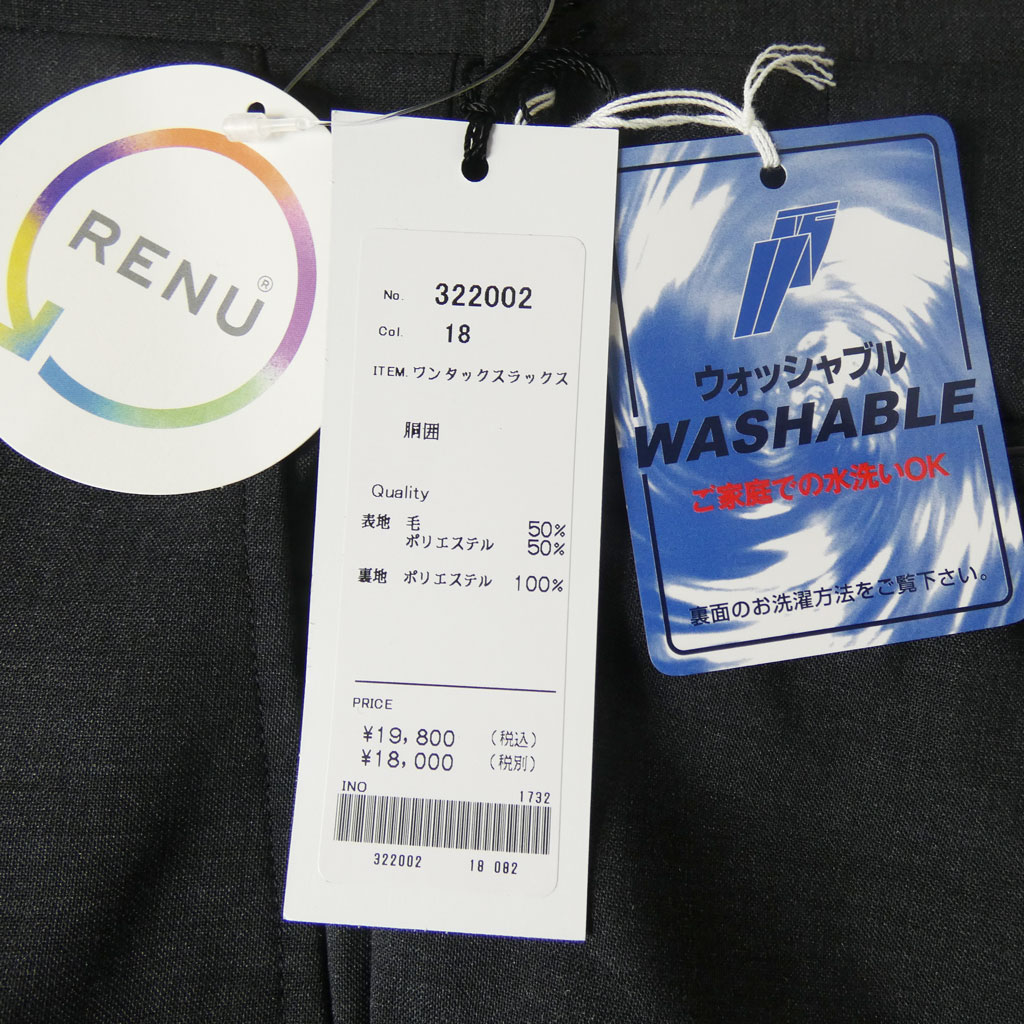 RENU®
No. 322002
Col. 18
ITEM. ワンタックスラックス
胴囲
Quality
表地 毛 50%
ポリエステル 50%
裏地 ポリエステル 100%
PRICE
¥19,800 (税込)
¥18,000 (税別)
INO 1732
322002 18 082
ウォッシャブル
WASHABLE
ご家庭での水洗いOK
裏面のお洗濯方法をご覧下さい。